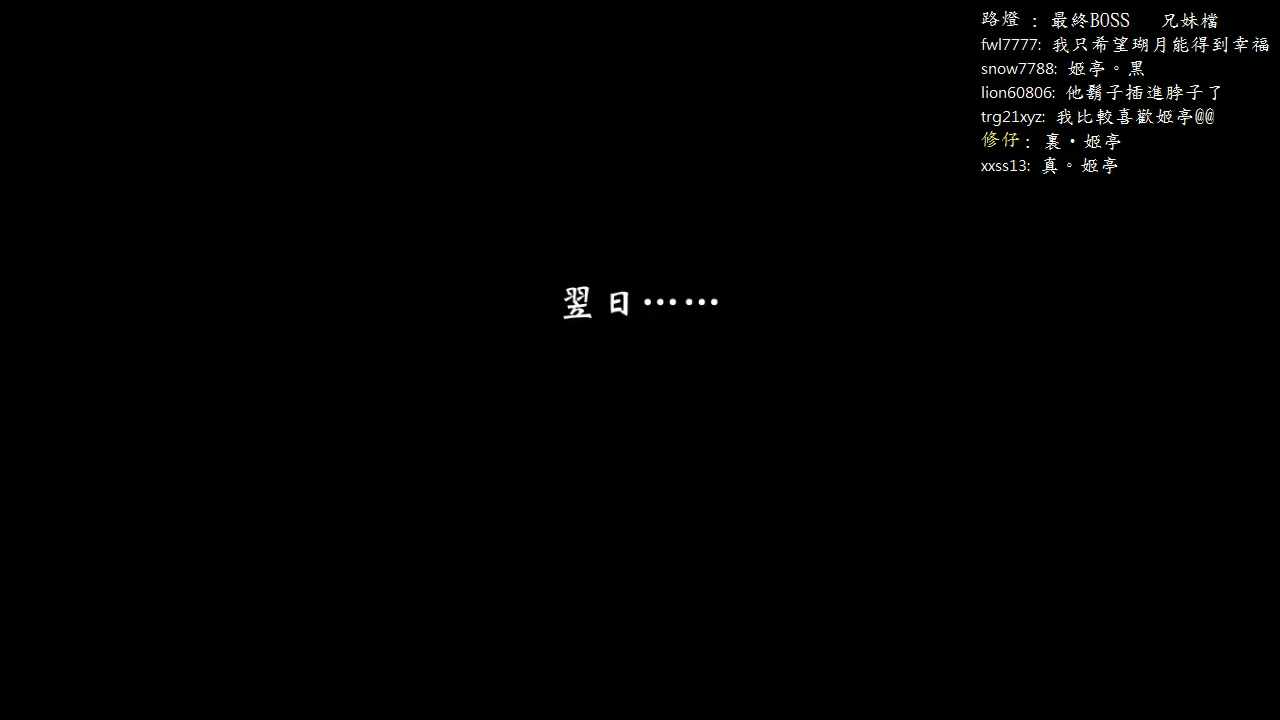 路燈 : 最終BOSS 兄妹檔
fwl7777: 我只希望瑚月能得到幸福
snow7788: 姬亭。黑
lion60806: 他鬍子插進脖子了
trg21xyz: 我比較喜歡姬亭@@
修仔 : 裏·姬亭
xxss13: 真。姬亭
翌日……